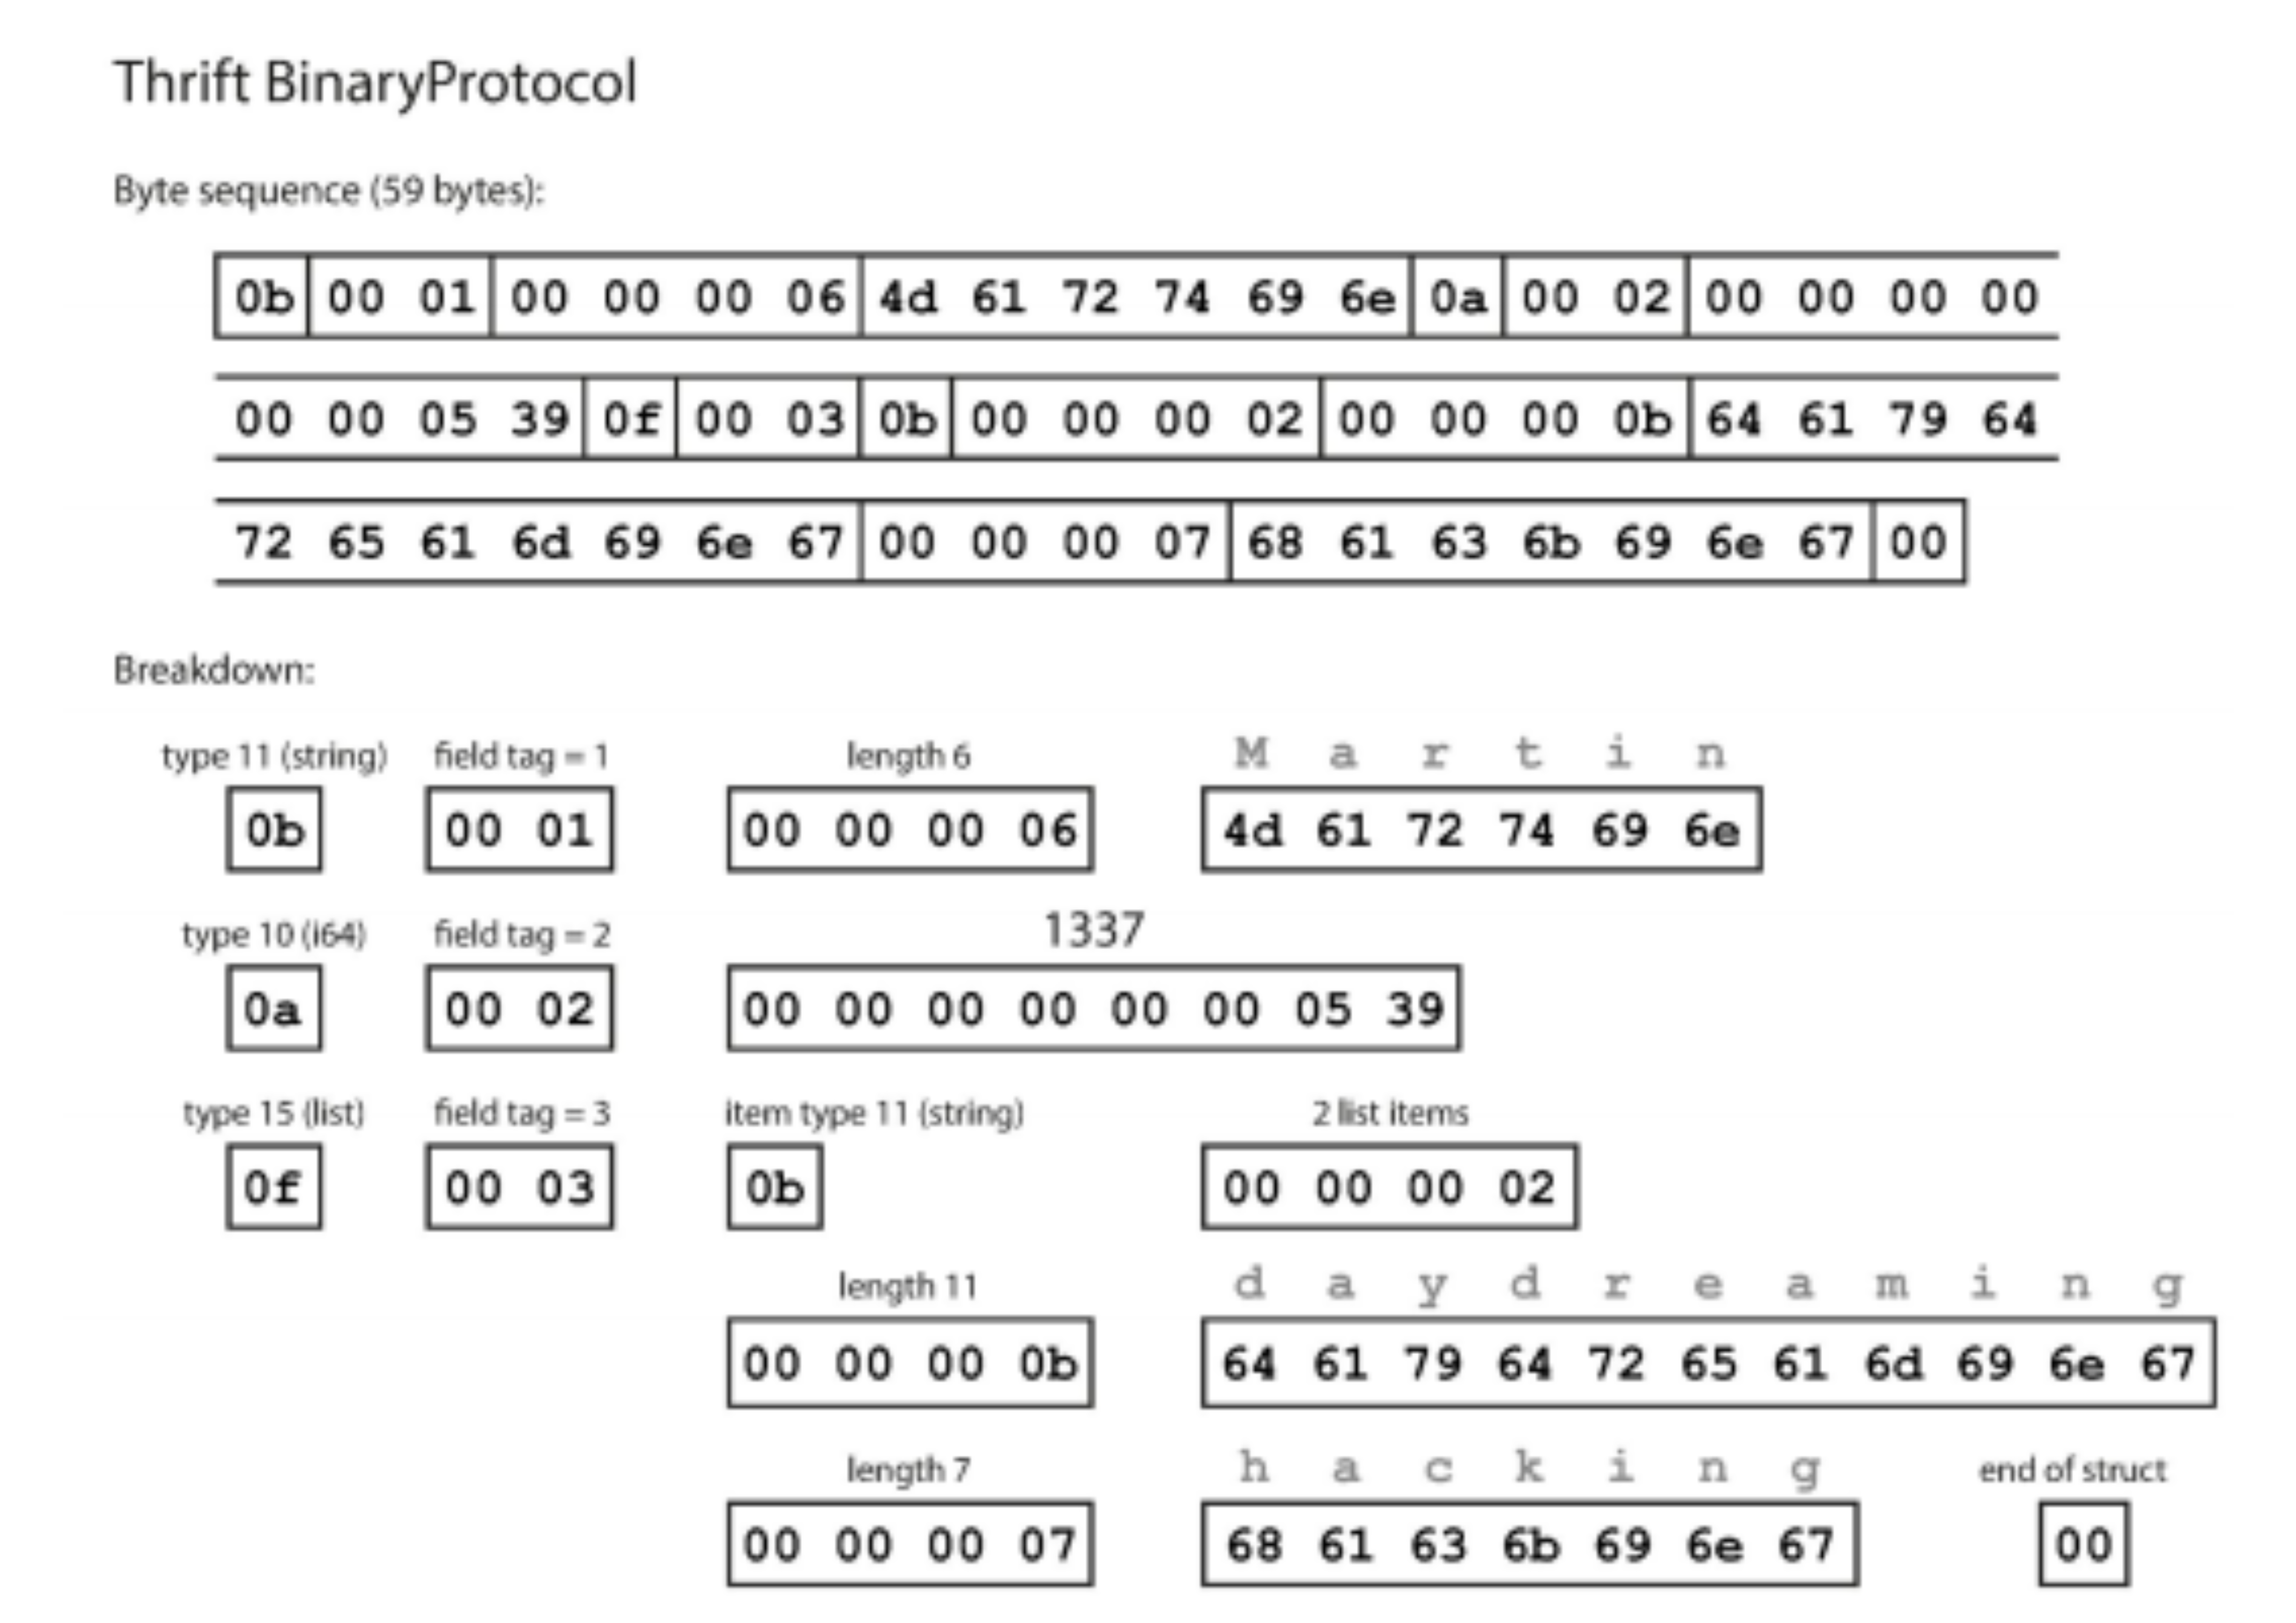 Thrift BinaryProtocol
Byte sequence (59 bytes):
0b 00 01 00 00 00 06 4d 61 72 74 69 6e 0a 00 02 00 00 00 00
00 00 05 39 0f 00 03 0b 00 00 00 02 00 00 00 0b 64 61 79 64
72 65 61 6d 69 6e 67 00 00 00 07 68 61 63 6b 69 6e 67 00
Breakdown:
type 11 (string) field tag = 1 length 6 M a r t i n
0b 00 01 00 00 00 06 4d 61 72 74 69 6e
type 10 (i64) field tag = 2 1337
0a 00 02 00 00 00 00 00 00 05 39
type 15 (list) field tag = 3 item type 11 (string) 2 list items
0f 00 03 0b 00 00 00 02
length 11 d a y d r e a m i n g
00 00 00 0b 64 61 79 64 72 65 61 6d 69 6e 67
length 7 h a c k i n g end of struct
00 00 00 07 68 61 63 6b 69 6e 67 00